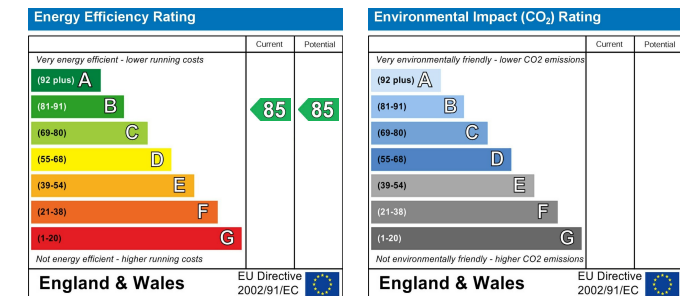 Energy Efficiency Rating
Current Potential
Very energy efficient - lower running costs
(92 plus) A
(81-91) B
85 85
(69-80) C
(55-68) D
(39-54) E
(21-38) F
(1-20) G
Not energy efficient - higher running costs
England & Wales
EU Directive
2002/91/EC
Environmental Impact (CO₂) Rating
Current Potential
Very environmentally friendly - lower CO2 emissions
(92 plus) A
(81-91) B
(69-80) C
(55-68) D
(39-54) E
(21-38) F
(1-20) G
Not environmentally friendly - higher CO2 emissions
England & Wales
EU Directive
2002/91/EC